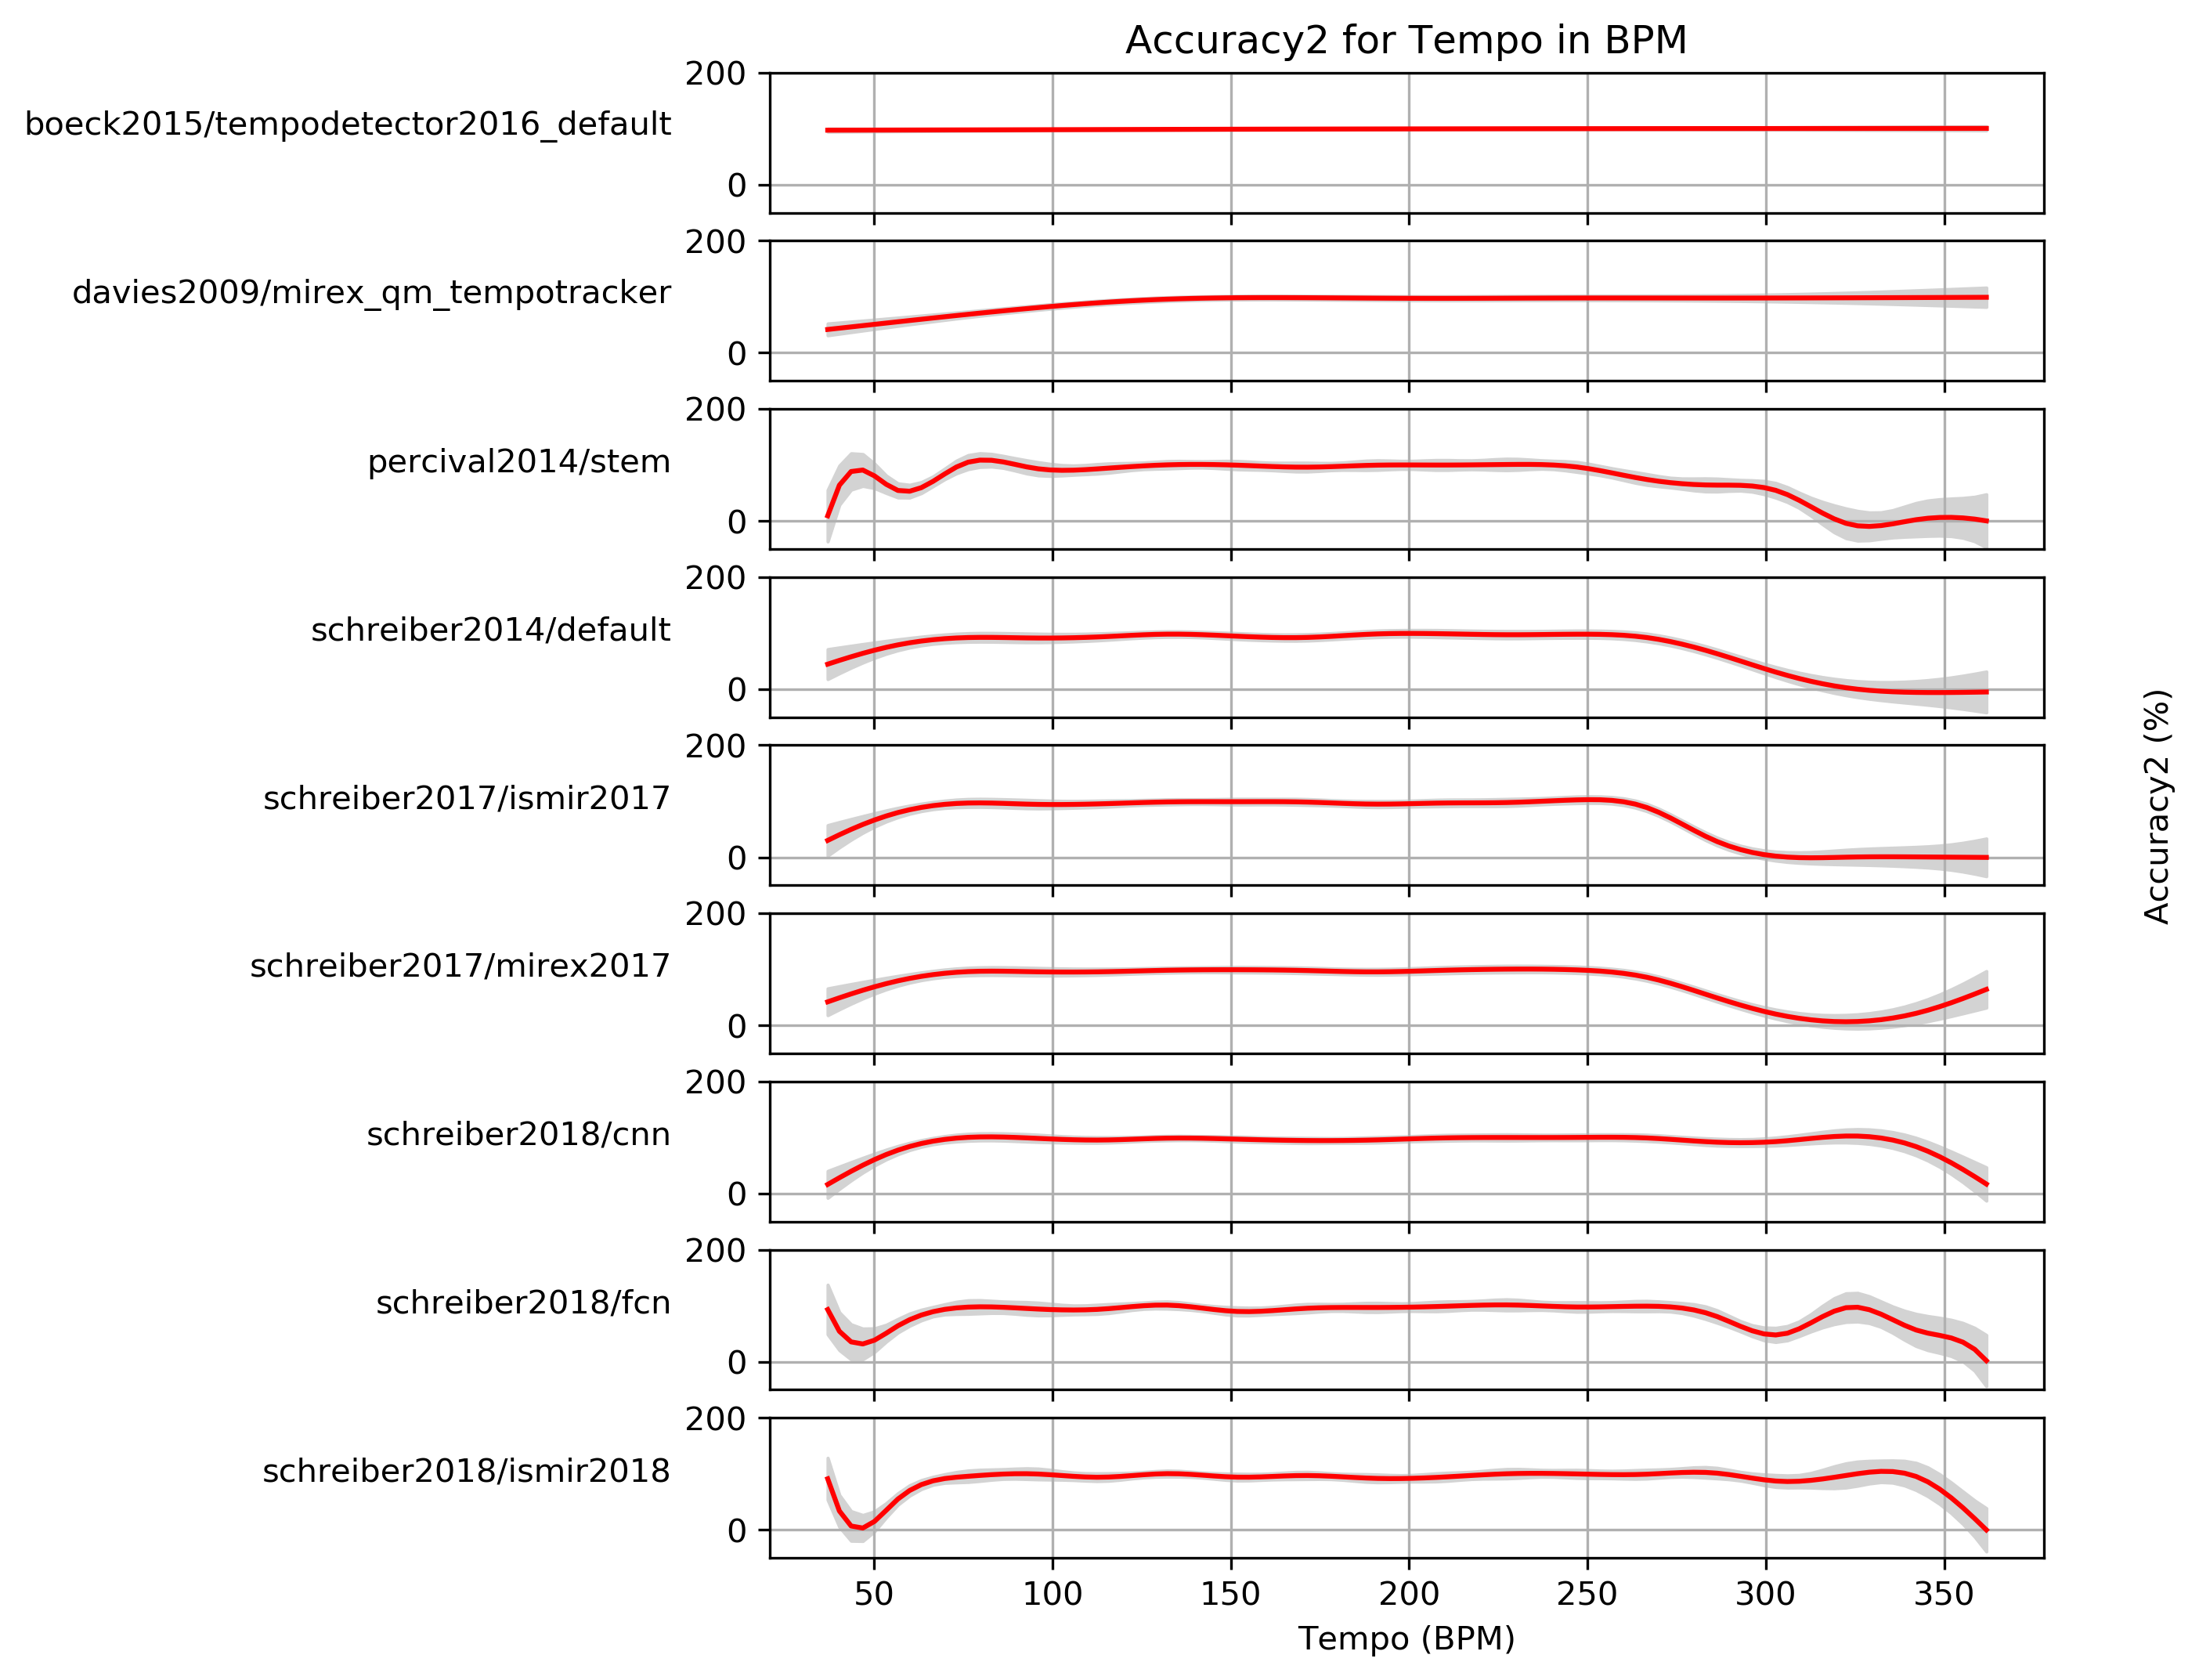 Accuracy2 for Tempo in BPM
200
boeck2015/tempodetector2016_default
0
200
davies2009/mirex_qm_tempotracker
0
200
percival2014/stem
0
200
schreiber2014/default
0
200
schreiber2017/ismir2017
0
200
schreiber2017/mirex2017
0
200
schreiber2018/cnn
0
200
schreiber2018/fcn
0
200
schreiber2018/ismir2018
0
50 100 150 200 250 300 350
Tempo (BPM)
Accuracy2 (%)